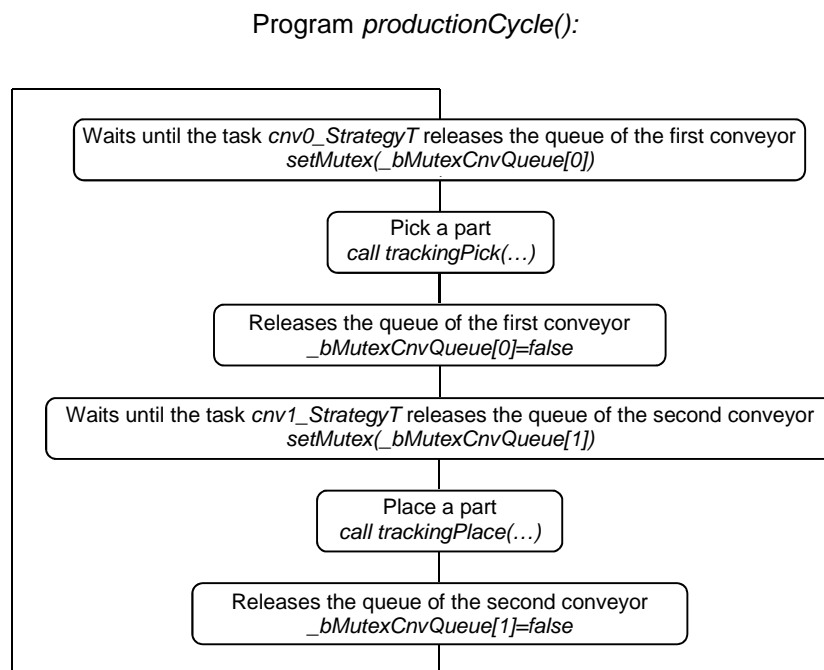 Program productionCycle():
Waits until the task cnv0_StrategyT releases the queue of the first conveyor
setMutex(_bMutexCnvQueue[0])
Pick a part
call trackingPick(…)
Releases the queue of the first conveyor
_bMutexCnvQueue[0]=false
Waits until the task cnv1_StrategyT releases the queue of the second conveyor
setMutex(_bMutexCnvQueue[1])
Place a part
call trackingPlace(…)
Releases the queue of the second conveyor
_bMutexCnvQueue[1]=false